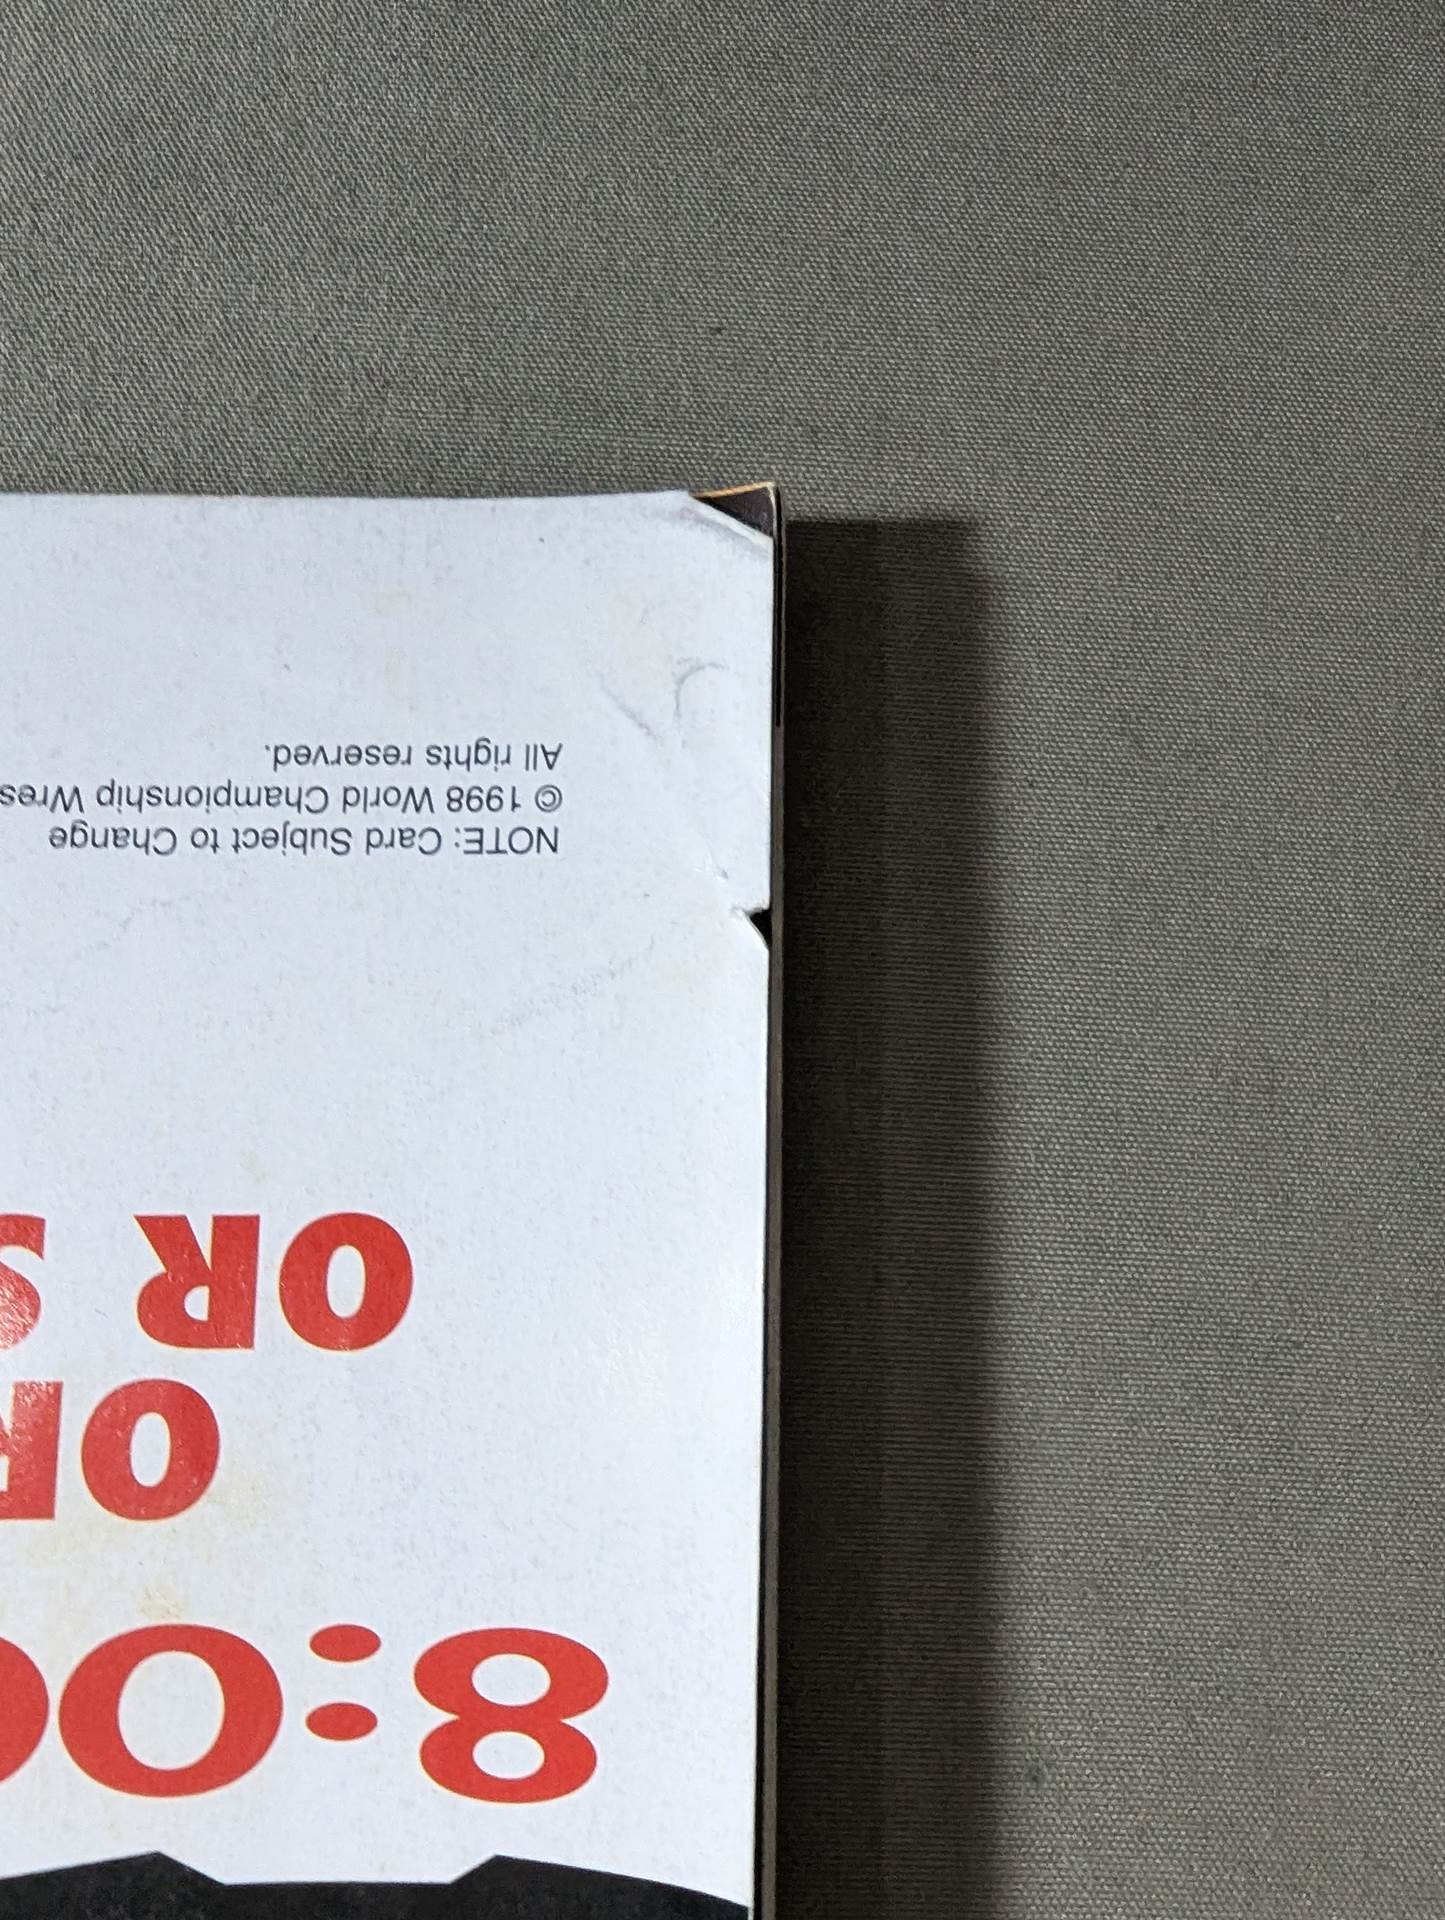 8:00
OR
OR S
NOTE: Card Subject to Change
© 1998 World Championship Wres
All rights reserved.